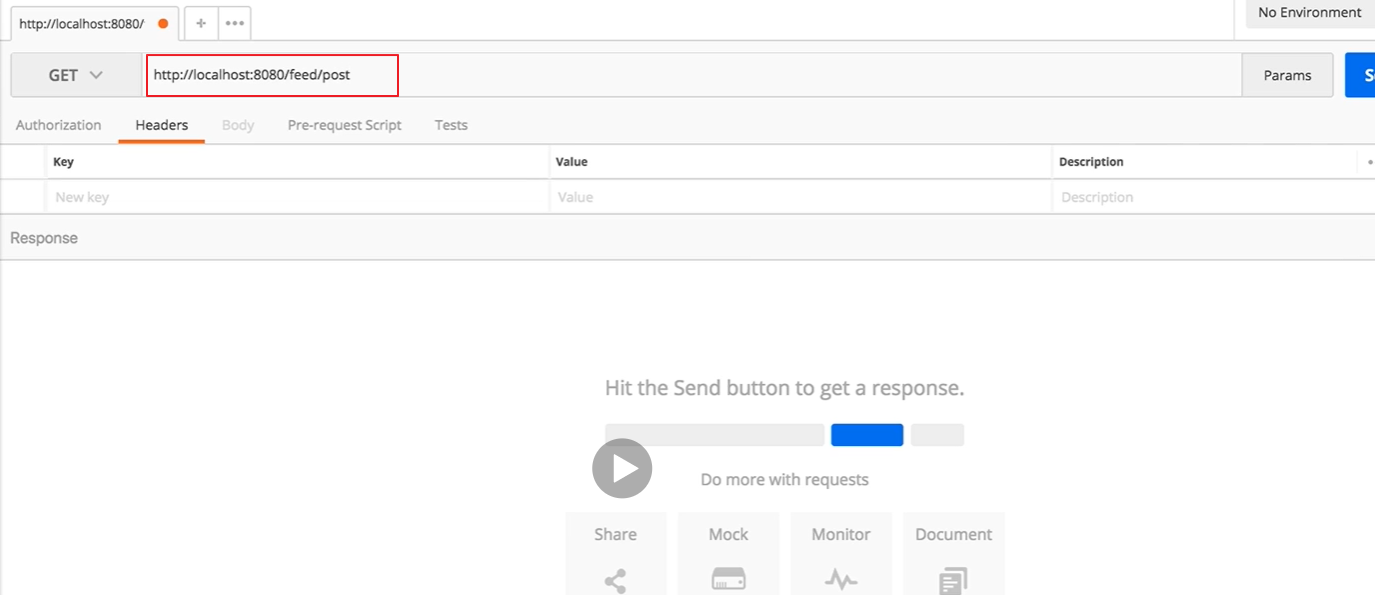 http://localhost:8080/
No Environment
GET
http://localhost:8080/feed/post
Params
Authorization
Headers
Body
Pre-request Script
Tests
Key
Value
Description
New key
Value
Description
Response
Hit the Send button to get a response.
Do more with requests
Share
Mock
Monitor
Document